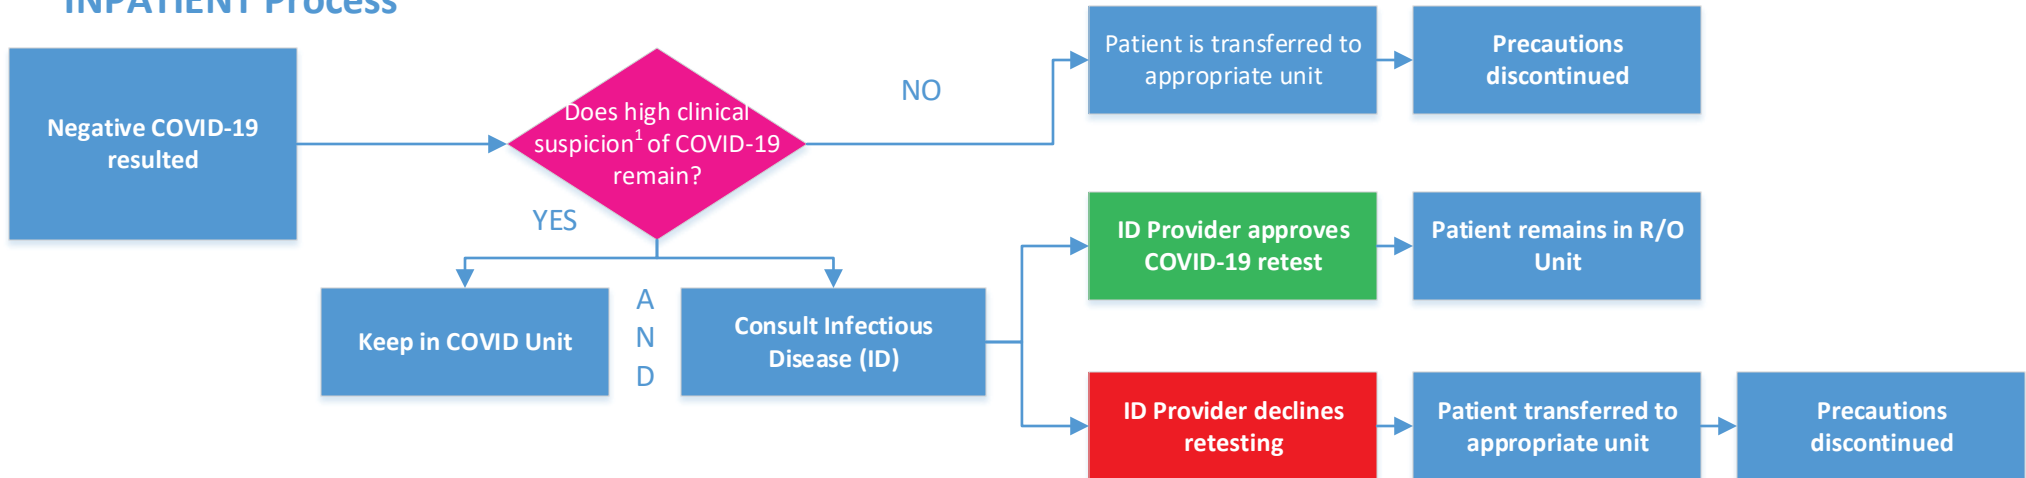 INPATIENT Process
Negative COVID-19
resulted
Does high clinical
suspicion¹ of COVID-19
remain?
NO
Patient is transferred to
appropriate unit
Precautions
discontinued
YES
Keep in COVID Unit
A
N
D
Consult Infectious
Disease (ID)
ID Provider approves
COVID-19 retest
Patient remains in R/O
Unit
ID Provider declines
retesting
Patient transferred to
appropriate unit
Precautions
discontinued